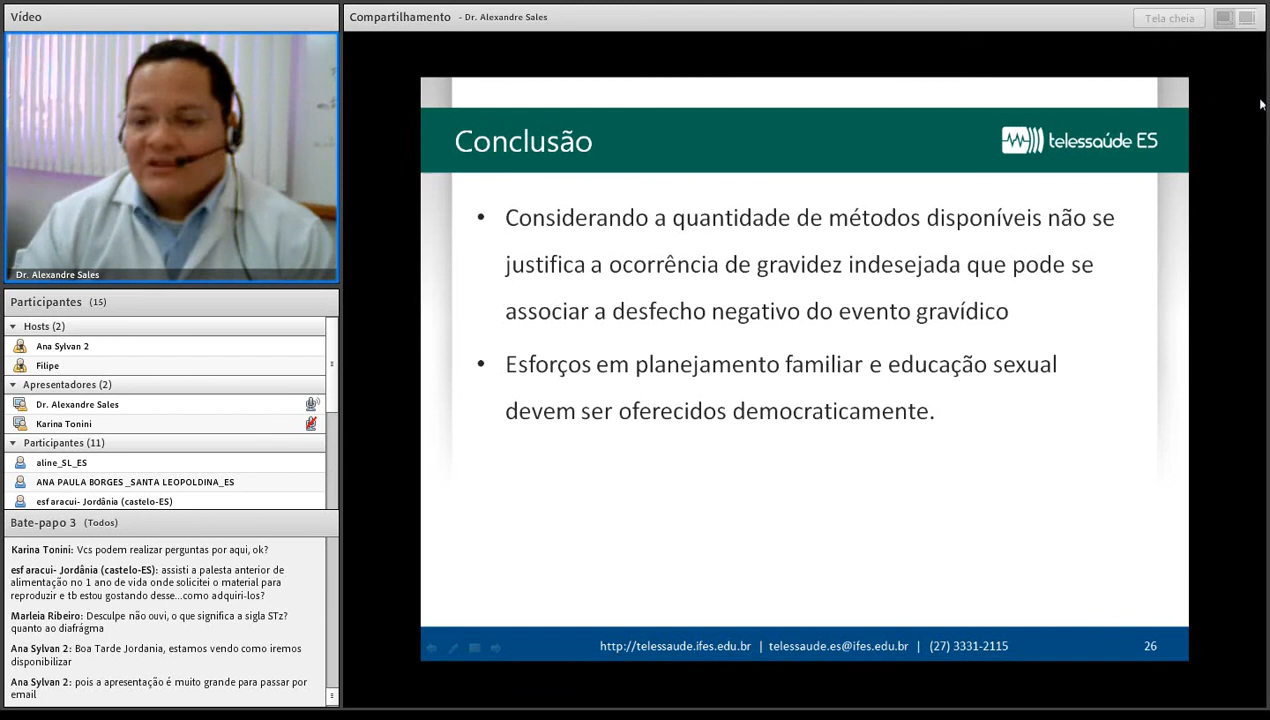 Vídeo
Dr. Alexandre Sales
Participantes (15)
Hosts (2)
Ana Sylvan 2
Filipe
Apresentadores (2)
Dr. Alexandre Sales
Karina Tonini
Participantes (11)
aline_SL_ES
ANA PAULA BORGES _SANTA LEOPOLDINA_ES
esf aracui- Jordânia (castelo-ES)
Bate-papo 3 (Todos)
Karina Tonini: Vcs podem realizar perguntas por aqui, ok?
esf aracui- Jordânia (castelo-ES): assisti a palesta anterior de
alimentação no 1 ano de vida onde solicitei o material para
reproduzir e tb estou gostando desse...como adquiri-los?
Marleia Ribeiro: Desculpe não ouvi, o que significa a sigla STz?
quanto ao diafrágma
Ana Sylvan 2: Boa Tarde Jordania, estamos vendo como iremos
disponibilizar
Ana Sylvan 2: pois a apresentação é muito grande para passar por
email
Compartilhamento - Dr. Alexandre Sales
Tela cheia
Conclusão
telessaúde ES
• Considerando a quantidade de métodos disponíveis não se
justifica a ocorrência de gravidez indesejada que pode se
associar a desfecho negativo do evento gravídico
• Esforços em planejamento familiar e educação sexual
devem ser oferecidos democraticamente.
http://telessaude.ifes.edu.br | telessaude.es@ifes.edu.br | (27) 3331-2115 26